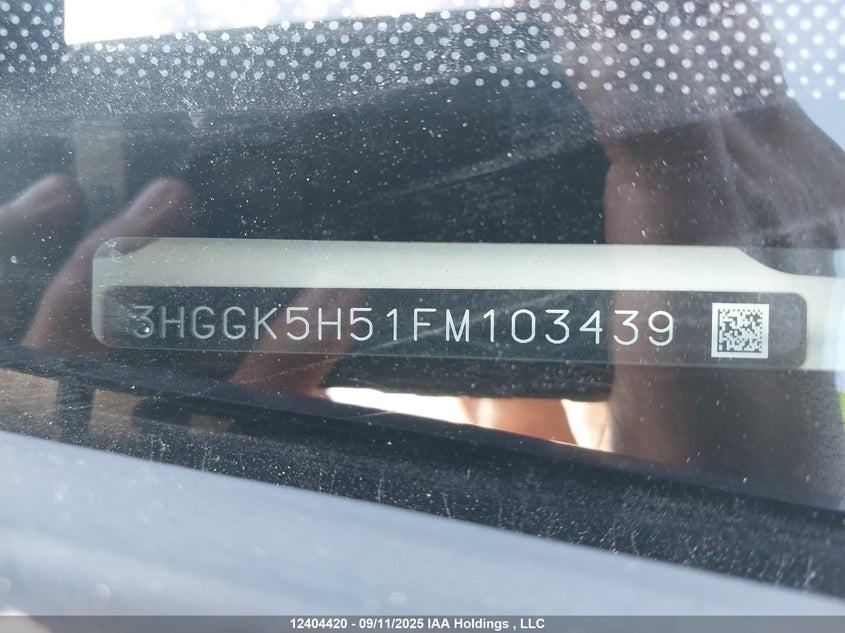 3HGGK5H51FM103439
12404420 - 09/11/2025 IAA Holdings , LLC